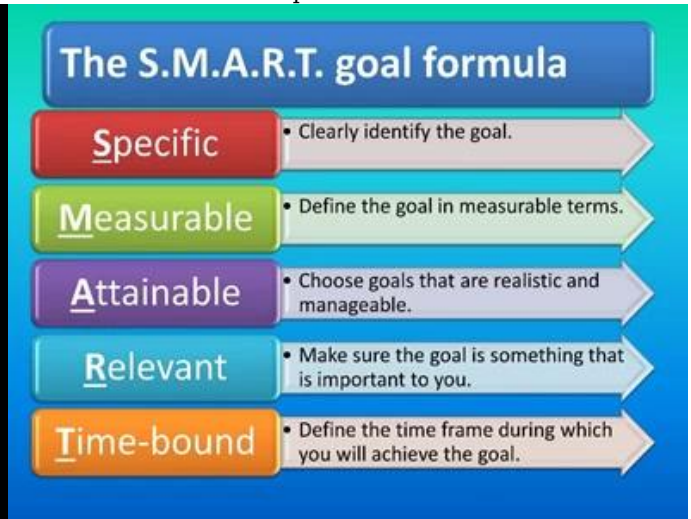 The S.M.A.R.T. goal formula
Specific
• Clearly identify the goal.
Measurable
• Define the goal in measurable terms.
Attainable
• Choose goals that are realistic and
manageable.
Relevant
• Make sure the goal is something that
is important to you.
Time-bound
• Define the time frame during which
you will achieve the goal.